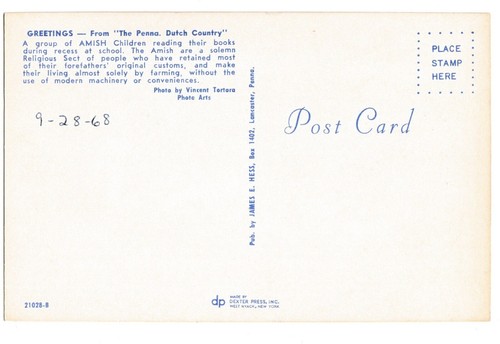 GREETINGS — From "The Penna. Dutch Country"
A group of AMISH Children reading their books
during recess at school. The Amish are a solemn
Religious Sect of people who have retained most
of their forefathers' original customs, and make
their living almost solely by farming, without the
use of modern machinery or conveniences.
Photo by Vincent Tortora
Photo Arts
9-28-68
Pub. by JAMES E. HESS, Box 1402, Lancaster, Penna.
PLACE
STAMP
HERE
Post Card
21028-B
dp
MADE BY
DEXTER PRESS, INC.
WEST NYACK, NEW YORK